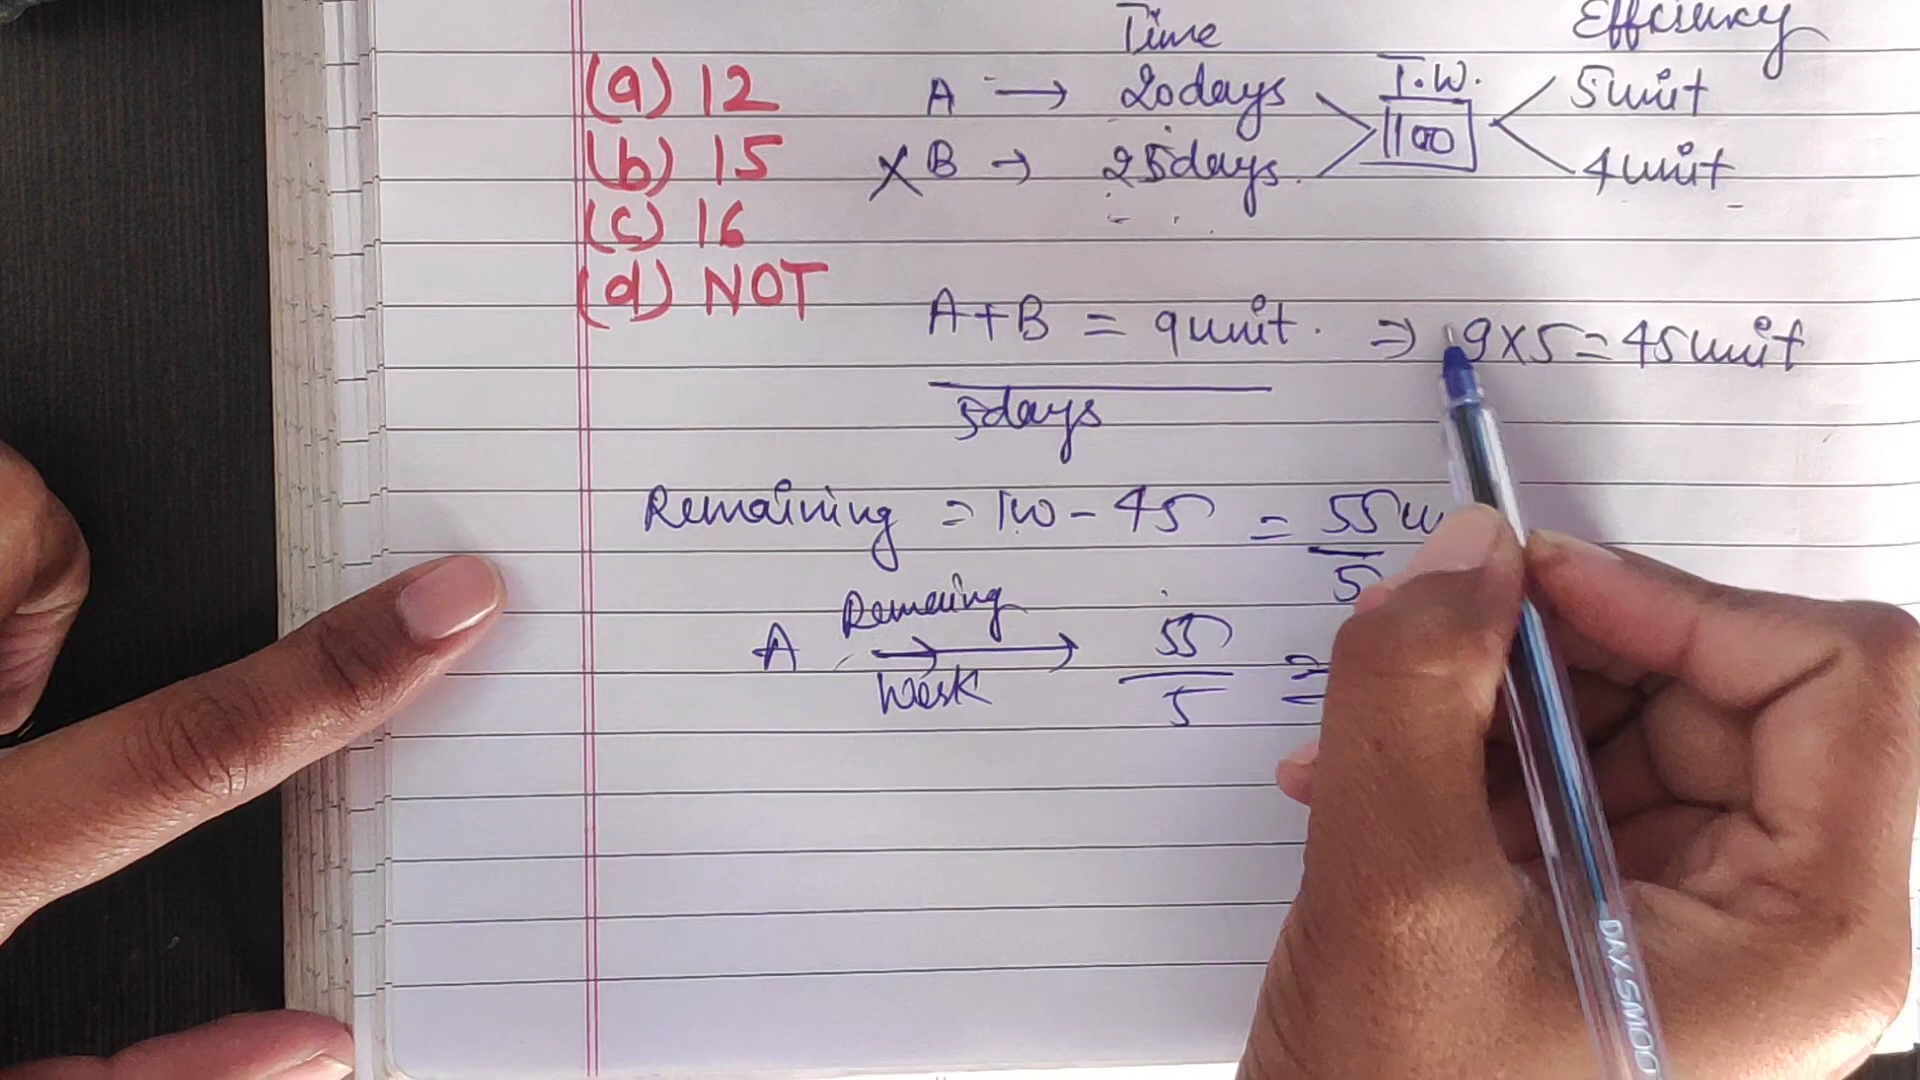 Time Efficiency
(a) 12 A → 20days T.W. 5unit
(b) 15 × B → 25days. 100 4unit
(c) 16
(d) NOT
A+B = 9unit. ⇒ 9×5=45unit
5days
Remaining = 100 - 45 = 55
5
Remaining
A → 55
Work 5 =